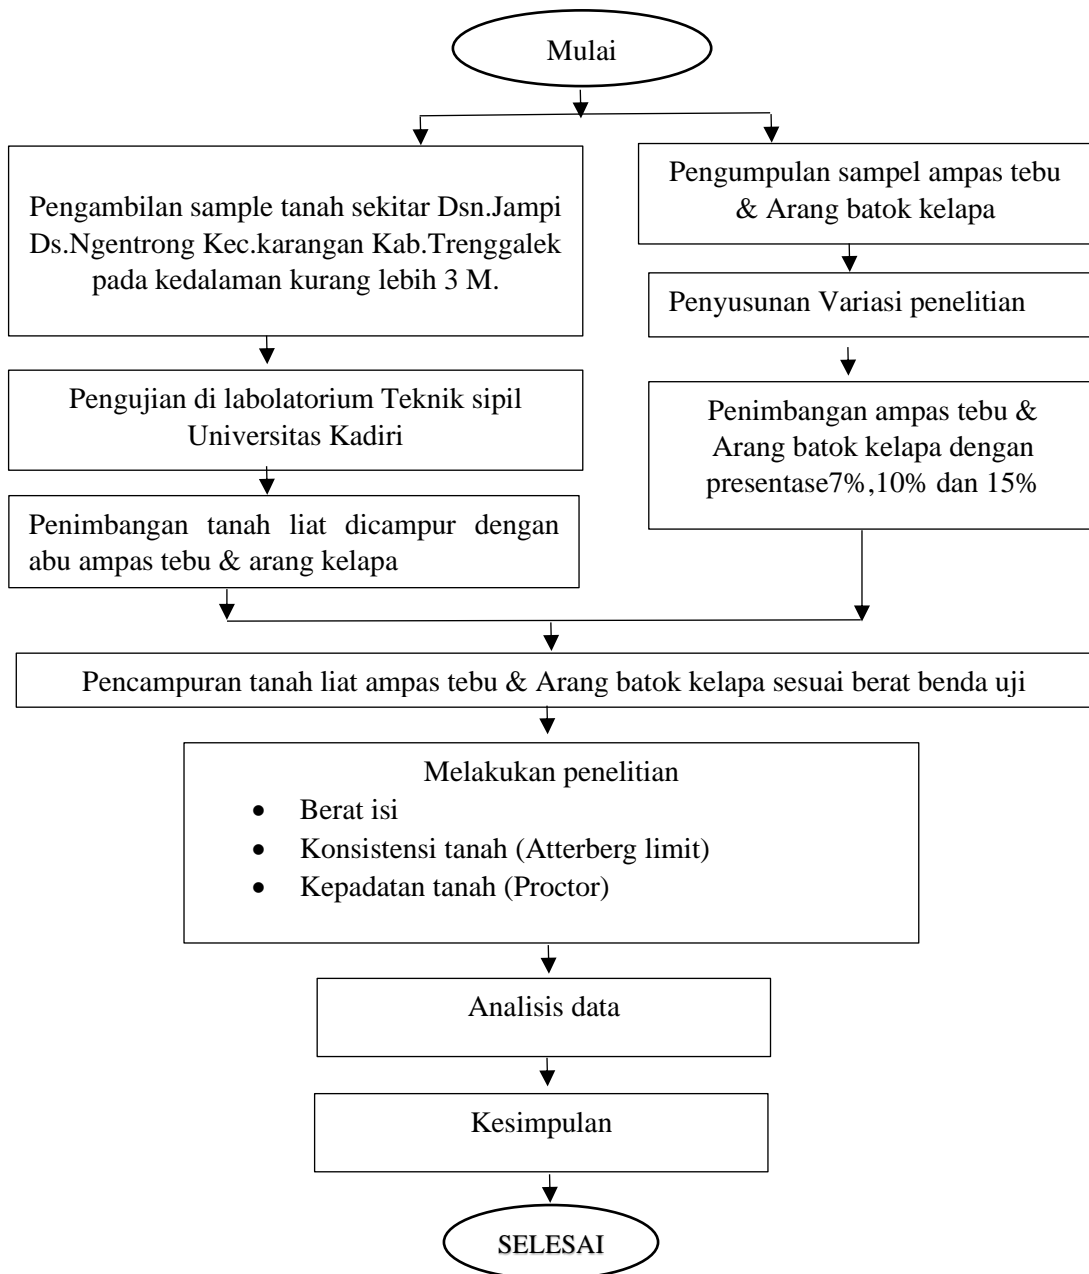 Mulai
Pengambilan sample tanah sekitar Dsn.Jampi
Ds.Ngentrong Kec.karangan Kab.Trenggalek
pada kedalaman kurang lebih 3 M.
Pengujian di labolatorium Teknik sipil
Universitas Kadiri
Penimbangan tanah liat dicampur dengan
abu ampas tebu & arang kelapa
Pengumpulan sampel ampas tebu
& Arang batok kelapa
Penyusunan Variasi penelitian
Penimbangan ampas tebu &
Arang batok kelapa dengan
presentase7%,10% dan 15%
Pencampuran tanah liat ampas tebu & Arang batok kelapa sesuai berat benda uji
Melakukan penelitian
• Berat isi
• Konsistensi tanah (Atterberg limit)
• Kepadatan tanah (Proctor)
Analisis data
Kesimpulan
SELESAI